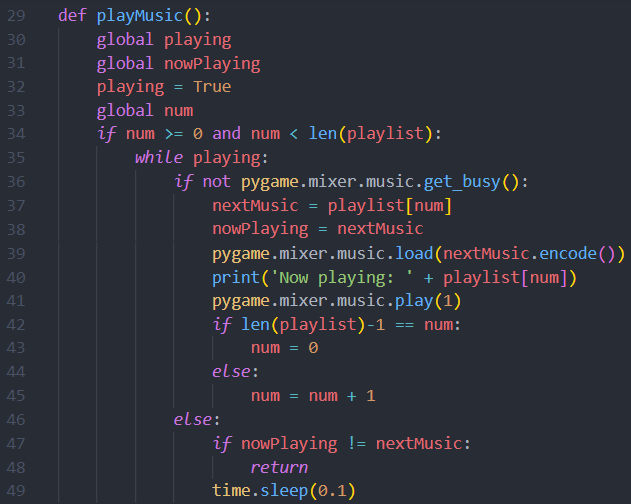 29 def playMusic():
30     global playing
31     global nowPlaying
32     playing = True
33     global num
34     if num >= 0 and num < len(playlist):
35         while playing:
36             if not pygame.mixer.music.get_busy():
37                 nextMusic = playlist[num]
38                 nowPlaying = nextMusic
39                 pygame.mixer.music.load(nextMusic.encode())
40                 print('Now playing: ' + playlist[num])
41                 pygame.mixer.music.play(1)
42                 if len(playlist)-1 == num:
43                     num = 0
44                 else:
45                     num = num + 1
46             else:
47                 if nowPlaying != nextMusic:
48                     return
49                 time.sleep(0.1)